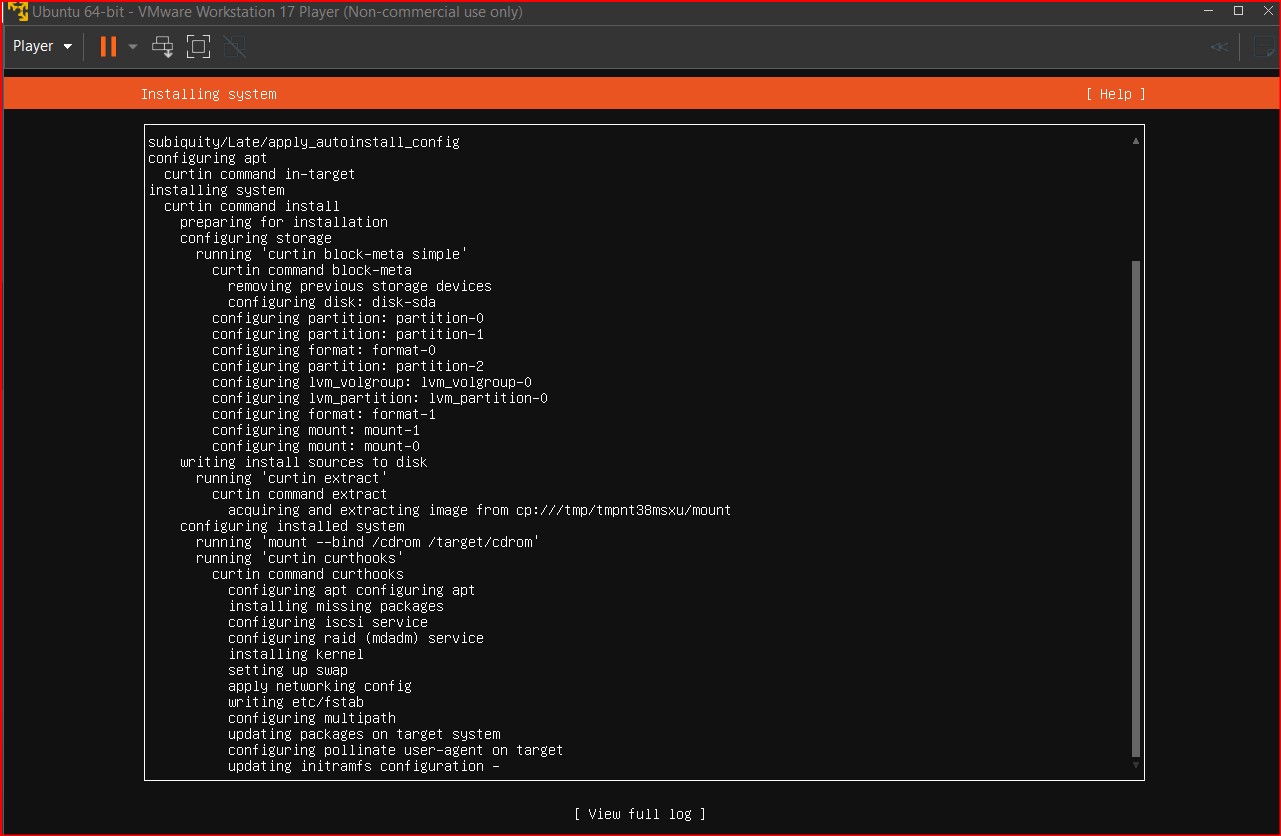 Ubuntu 64-bit - VMware Workstation 17 Player (Non-commercial use only)
Player
Installing system [ Help ]
subiquity/Late/apply_autoinstall_config
configuring apt
curtin command in-target
installing system
curtin command install
preparing for installation
configuring storage
running 'curtin block-meta simple'
curtin command block-meta
removing previous storage devices
configuring disk: disk-sda
configuring partition: partition-0
configuring partition: partition-1
configuring format: format-0
configuring partition: partition-2
configuring lvm_volgroup: lvm_volgroup-0
configuring lvm_partition: lvm_partition-0
configuring format: format-1
configuring mount: mount-1
configuring mount: mount-0
writing install sources to disk
running 'curtin extract'
curtin command extract
acquiring and extracting image from cp:///tmp/tmpnt38msxu/mount
configuring installed system
running 'mount --bind /cdrom /target/cdrom'
running 'curtin curthooks'
curtin command curthooks
configuring apt configuring apt
installing missing packages
configuring iscsi service
configuring raid (mdadm) service
installing kernel
setting up swap
apply networking config
writing etc/fstab
configuring multipath
updating packages on target system
configuring pollinate user-agent on target
updating initramfs configuration -
[ View full log ]